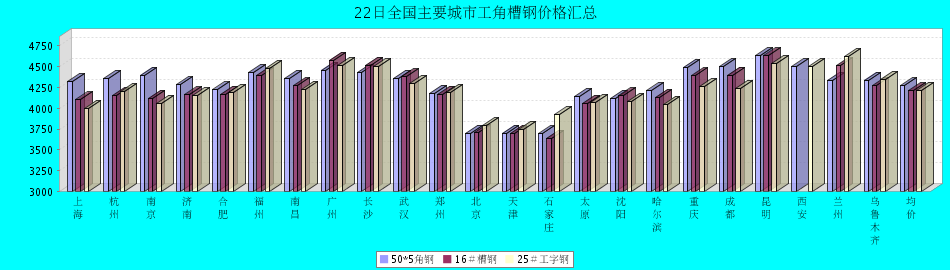 22日全国主要城市工角槽钢价格汇总
4750
4500
4250
4000
3750
3500
3250
3000
上海
杭州
南京
济南
合肥
福州
南昌
广州
长沙
武汉
郑州
北京
天津
石家庄
太原
沈阳
哈尔滨
重庆
成都
昆明
西安
兰州
乌鲁木齐
均价
50*5角钢
16#槽钢
25#工字钢